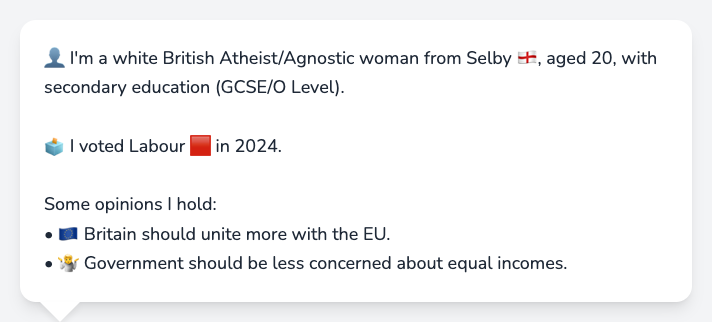 👤 I'm a white British Atheist/Agnostic woman from Selby 🏴󠁧󠁢󠁥󠁮󠁧󠁿, aged 20, with
secondary education (GCSE/O Level).
🗳️ I voted Labour 🟥 in 2024.
Some opinions I hold:
• 🇪🇺 Britain should unite more with the EU.
• 🤷‍♀️ Government should be less concerned about equal incomes.